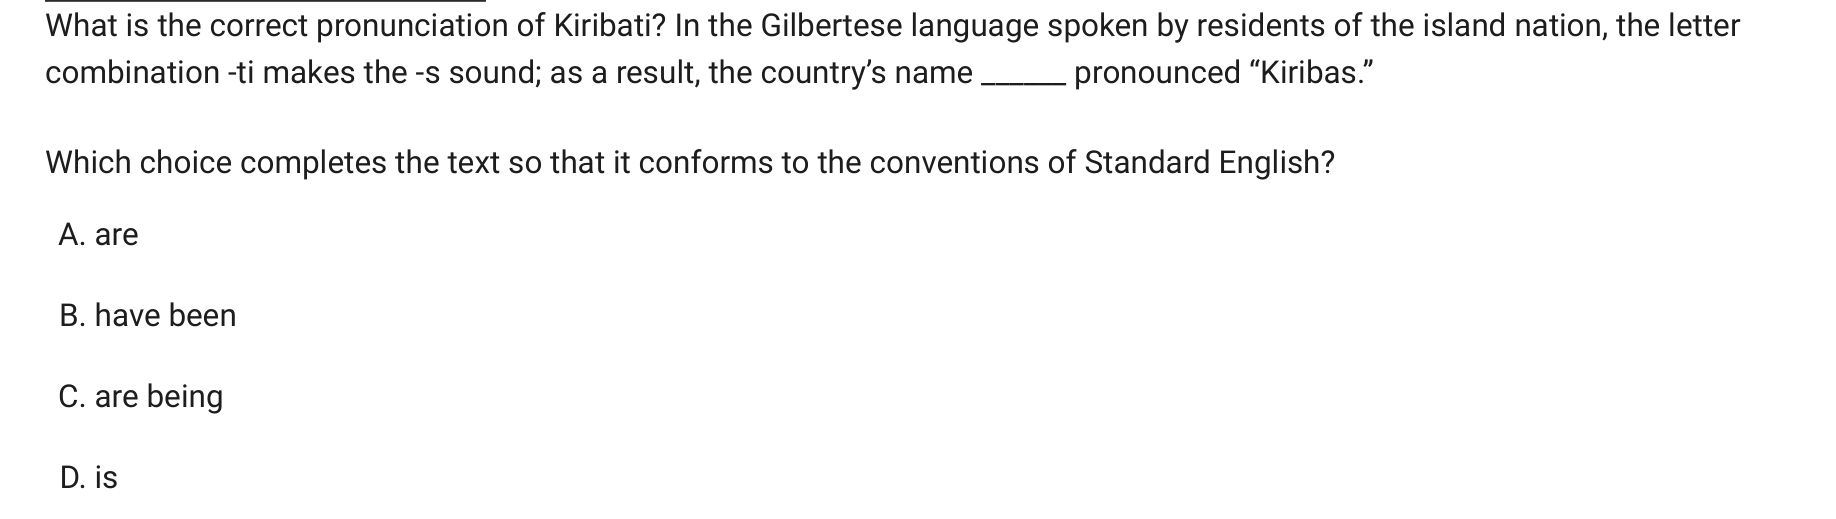 What is the correct pronunciation of Kiribati? In the Gilbertese language spoken by residents of the island nation, the letter
combination -ti makes the -s sound; as a result, the country’s name ______ pronounced “Kiribas.”
Which choice completes the text so that it conforms to the conventions of Standard English?
A. are
B. have been
C. are being
D. is